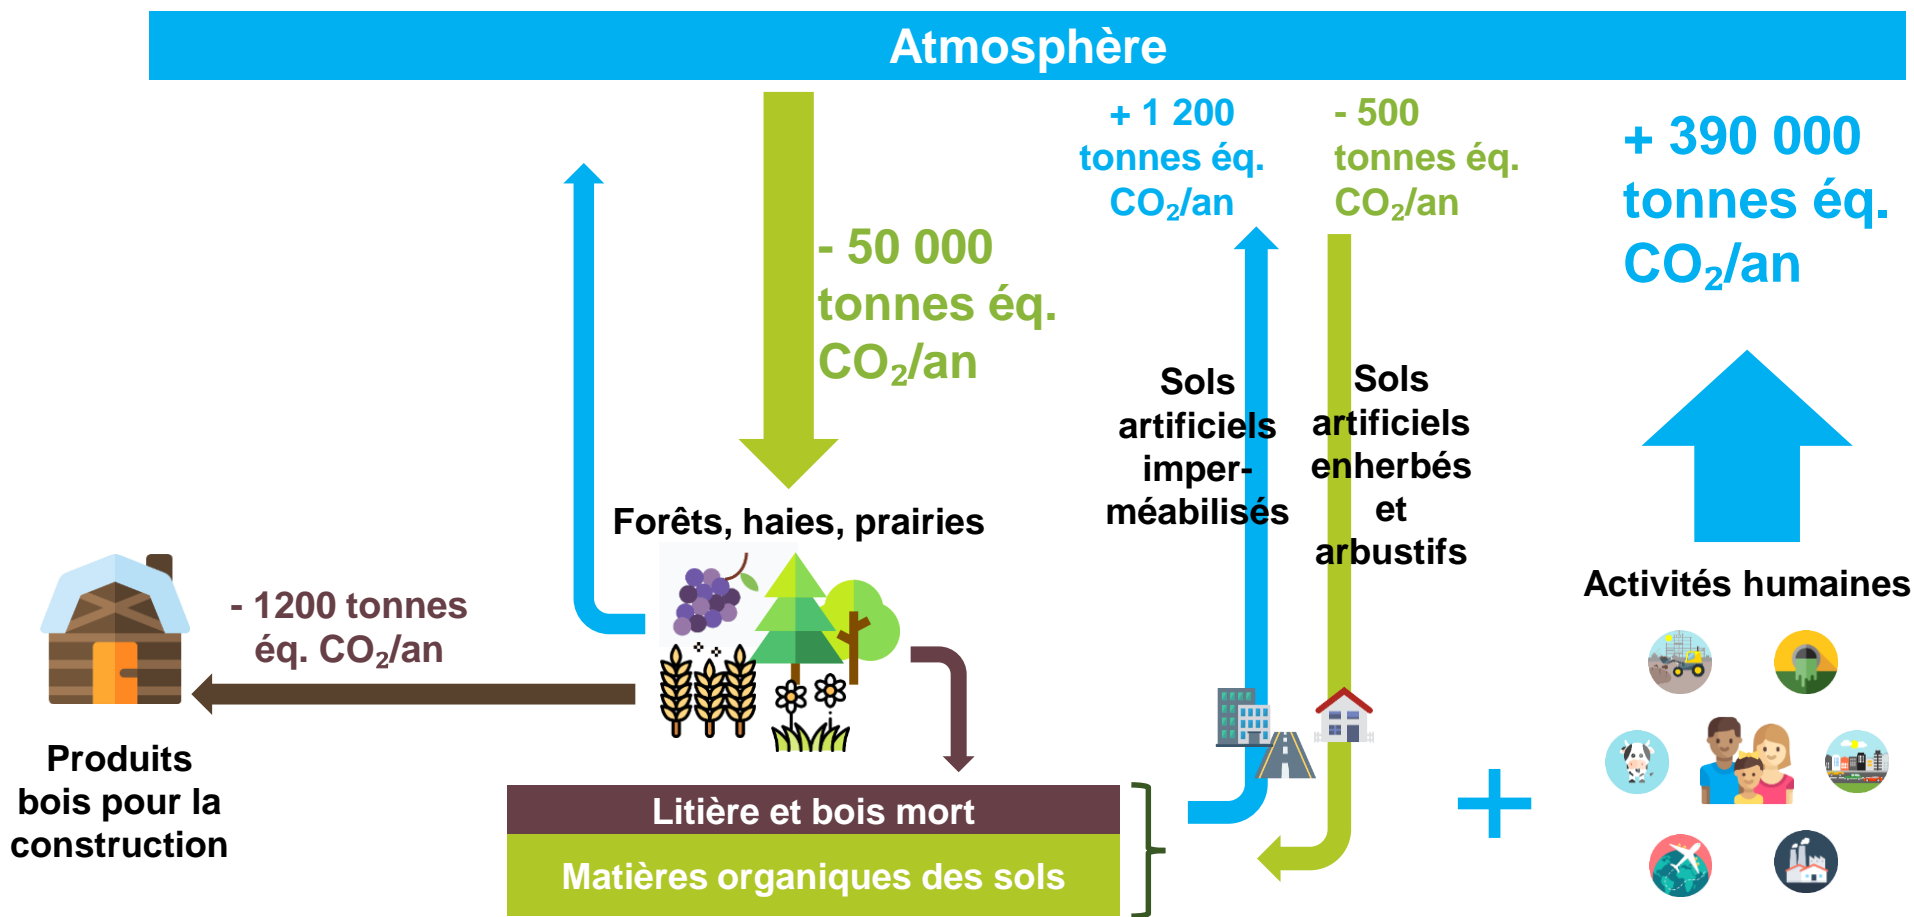 Atmosphère
+ 1 200
tonnes éq.
CO₂/an
- 500
tonnes éq.
CO₂/an
+ 390 000
tonnes éq.
CO₂/an
- 50 000
tonnes éq.
CO₂/an
Sols
artificiels
imper-
méabilisés
Sols
artificiels
enherbés
et
arbustifs
Forêts, haies, prairies
Activités humaines
- 1200 tonnes
éq. CO₂/an
Produits
bois pour la
construction
Litière et bois mort
Matières organiques des sols
+